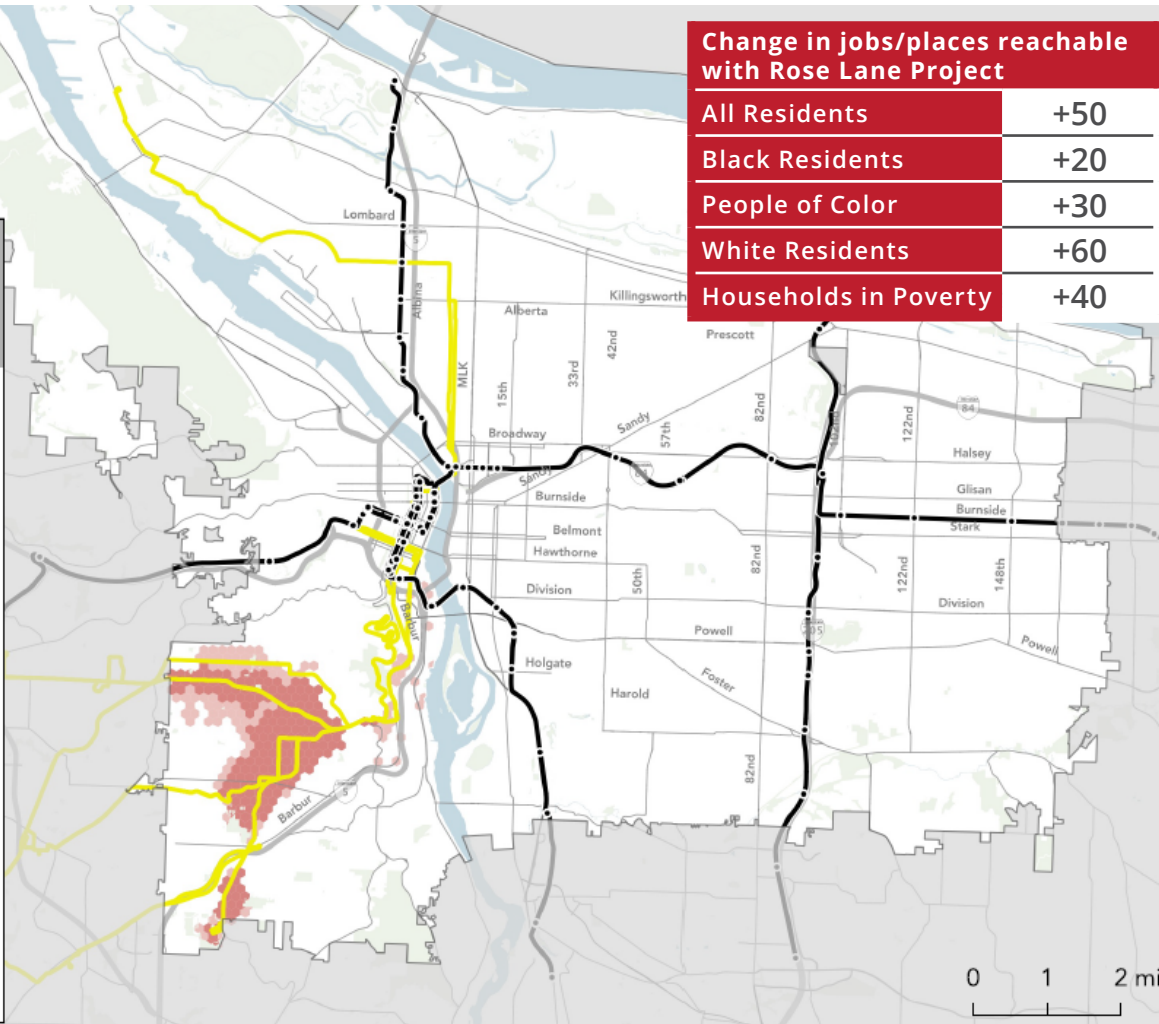 Change in jobs/places reachable
with Rose Lane Project
All Residents +50
Black Residents +20
People of Color +30
White Residents +60
Households in Poverty +40
Lombard
5
Albina
Killingsworth
Alberta
Prescott
42nd
33rd
MLK
15th
82nd
122nd
84
Sandy
57th
Broadway
102nd
Halsey
Sandy
84
Glisan
Burnside
Burnside
Stark
Belmont
Hawthorne
82nd
50th
122nd
148th
Division
Division
Barbur
Powell
205
Powell
Holgate
Foster
Harold
82nd
5
Barbur
0 1 2 mi